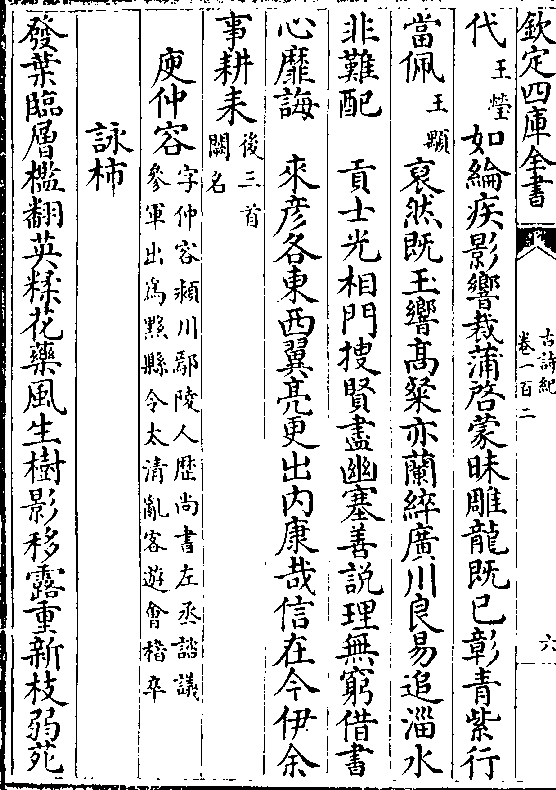 欽定四庫全書
古詩紀
卷一百二
六
代王瑩如綸疾影響裁蒲啓蒙昧雕龍既已彰青紫行
當佩王顆裒然既玉響髙粲亦蘭綷廣川良易追淄水
非難配　貢士光相門搜賢盡幽塞善說理無窮借書
心靡誨　來彦各東西翼亮更出内康哉信在今伊余
事耕耒後三首闕名
庾仲容字仲容潁川鄢陵人歴尚書左丞諮議參軍出爲黟縣令太清亂客遊會稽卒
詠柿
發葉臨層檻翻英糅花藥風生樹影移露重新枝弱苑